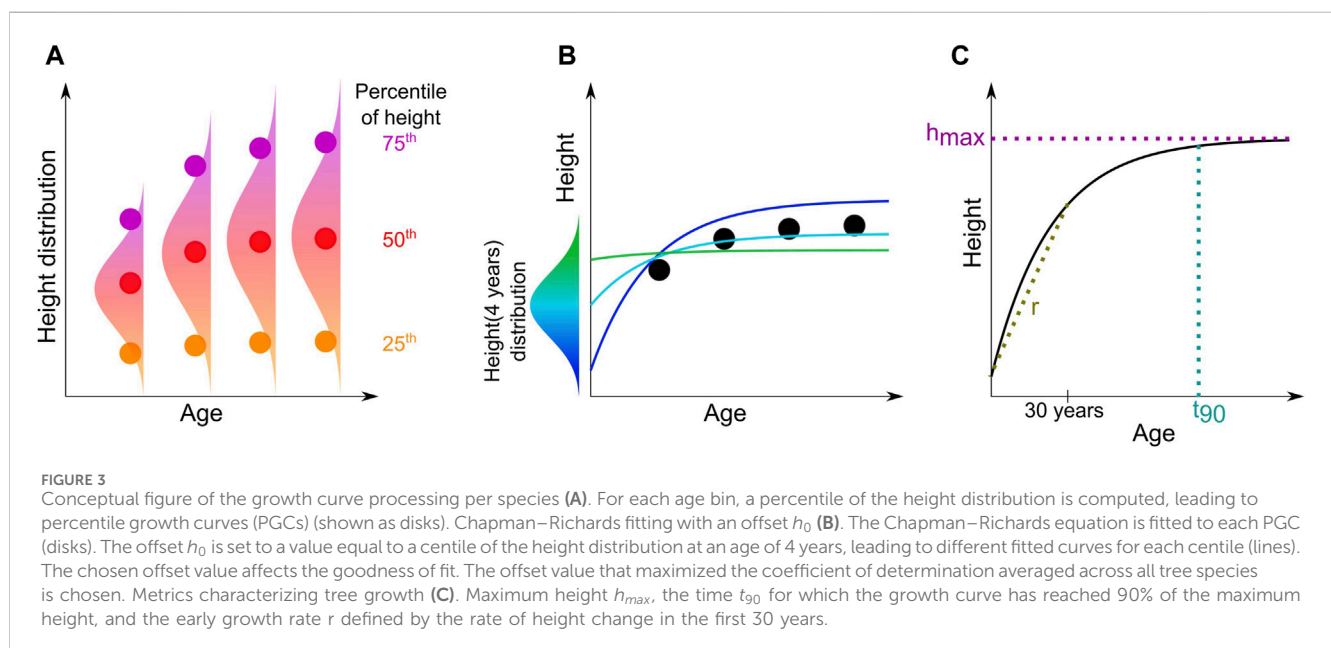 A
Height distribution
Age
Percentile
of height
75th
50th
25th
B
Height
Height(4 years)
distribution
Age
C
hmax
Height
r
30 years
t90
Age
FIGURE 3
Conceptual figure of the growth curve processing per species (A). For each age bin, a percentile of the height distribution is computed, leading to
percentile growth curves (PGCs) (shown as disks). Chapman–Richards fitting with an offset h0 (B). The Chapman–Richards equation is fitted to each PGC
(disks). The offset h0 is set to a value equal to a centile of the height distribution at an age of 4 years, leading to different fitted curves for each centile (lines).
The chosen offset value affects the goodness of fit. The offset value that maximized the coefficient of determination averaged across all tree species
is chosen. Metrics characterizing tree growth (C). Maximum height hmax, the time t90 for which the growth curve has reached 90% of the maximum
height, and the early growth rate r defined by the rate of height change in the first 30 years.